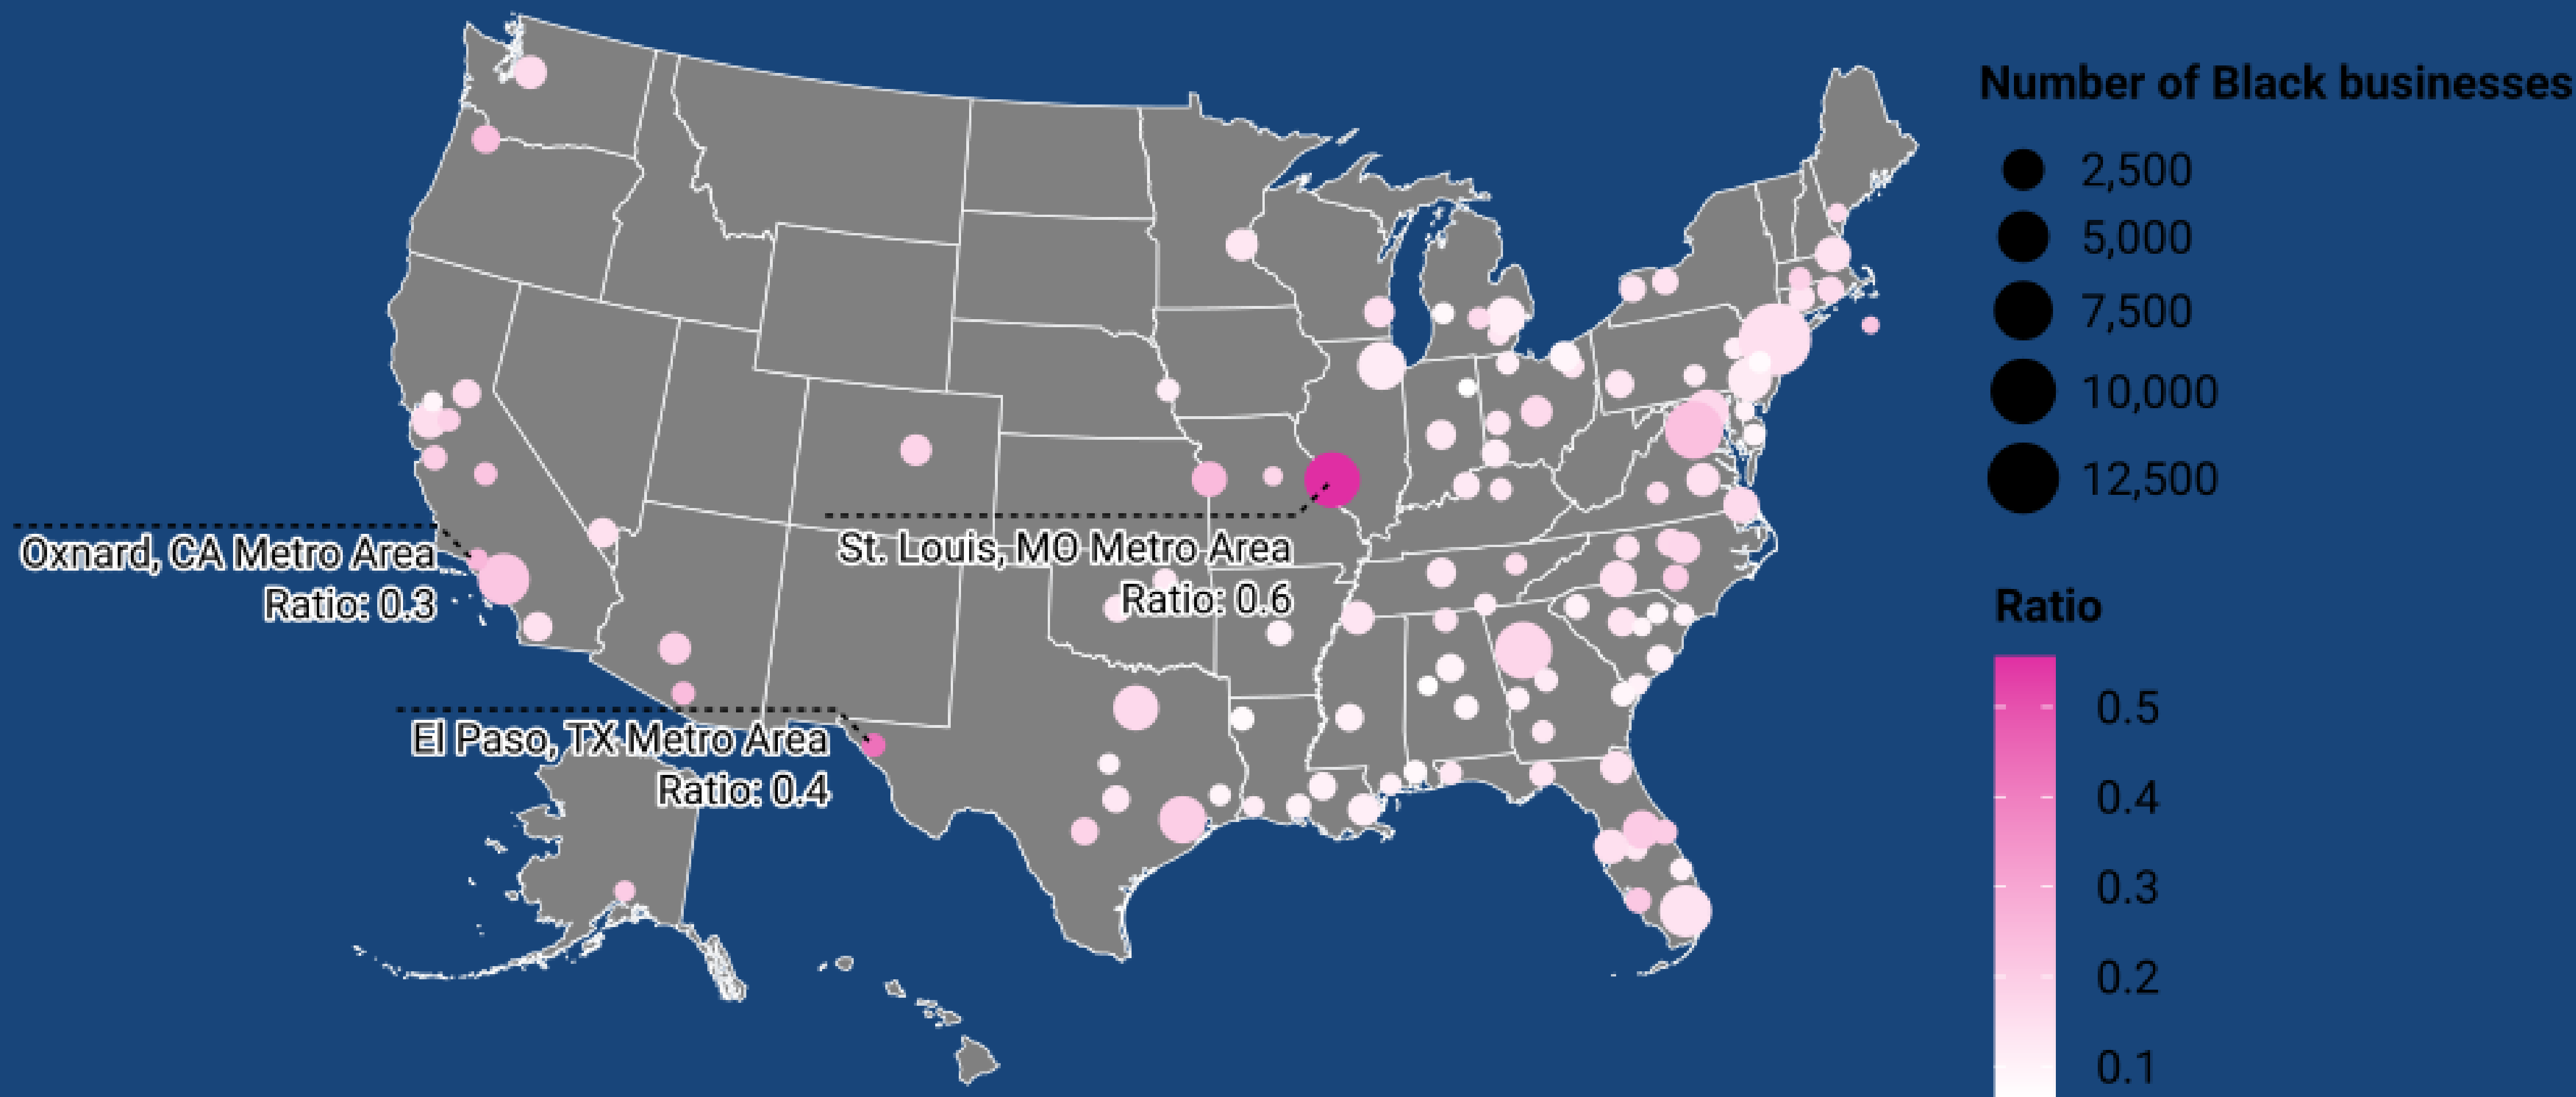 Number of Black businesses
2,500
5,000
7,500
10,000
12,500
Oxnard, CA Metro Area
Ratio: 0.3
St. Louis, MO Metro Area
Ratio: 0.6
El Paso, TX Metro Area
Ratio: 0.4
Ratio
0.5
0.4
0.3
0.2
0.1